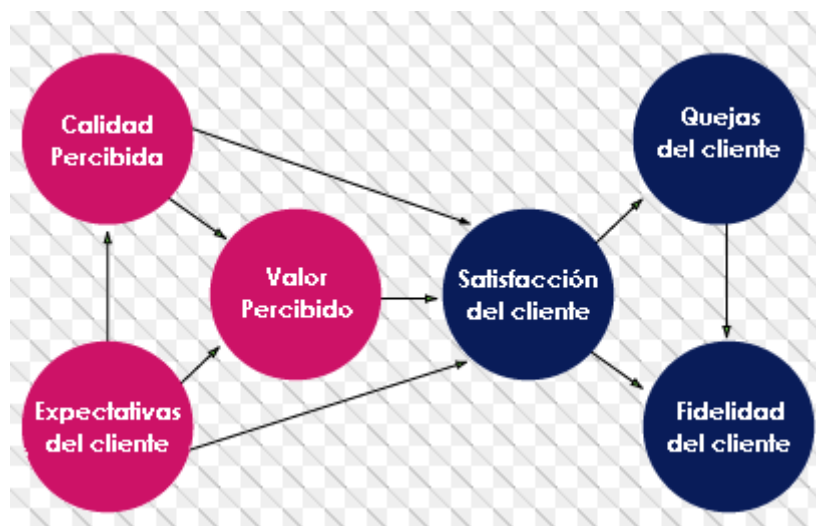 Calidad
Percibida
Quejas
del cliente
Valor
Percibido
Satisfacción
del cliente
Expectativas
del cliente
Fidelidad
del cliente